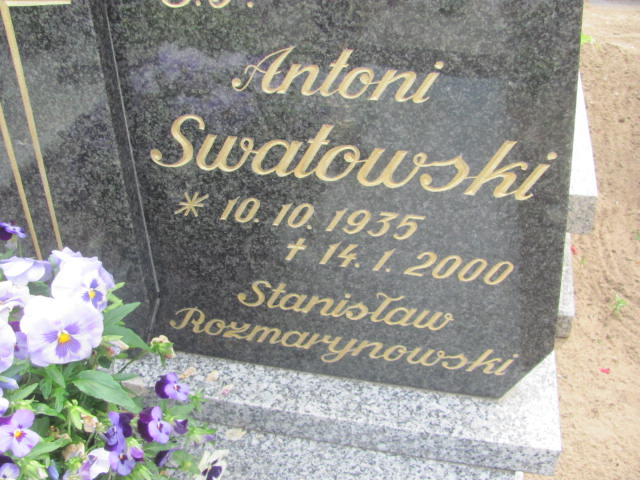 Ś.P.
Antoni
Swatowski
* 10.10.1935
✝ 14.1.2000
Stanisław
Rozmarynowski